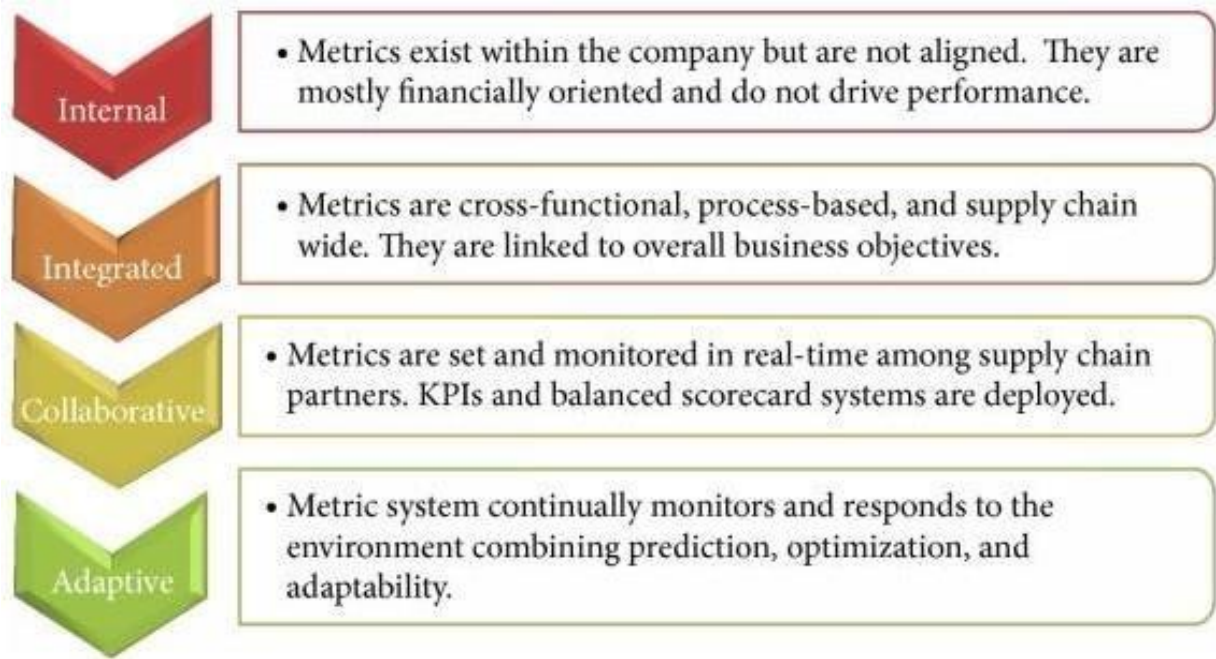 Internal
• Metrics exist within the company but are not aligned. They are
mostly financially oriented and do not drive performance.
Integrated
• Metrics are cross-functional, process-based, and supply chain
wide. They are linked to overall business objectives.
Collaborative
• Metrics are set and monitored in real-time among supply chain
partners. KPIs and balanced scorecard systems are deployed.
Adaptive
• Metric system continually monitors and responds to the
environment combining prediction, optimization, and
adaptability.